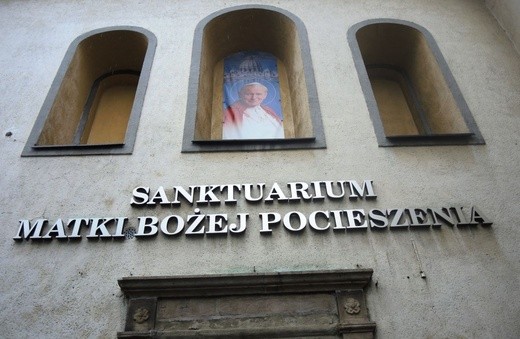 SANKTUARIUM
MATKI BOŻEJ POCIESZENIA